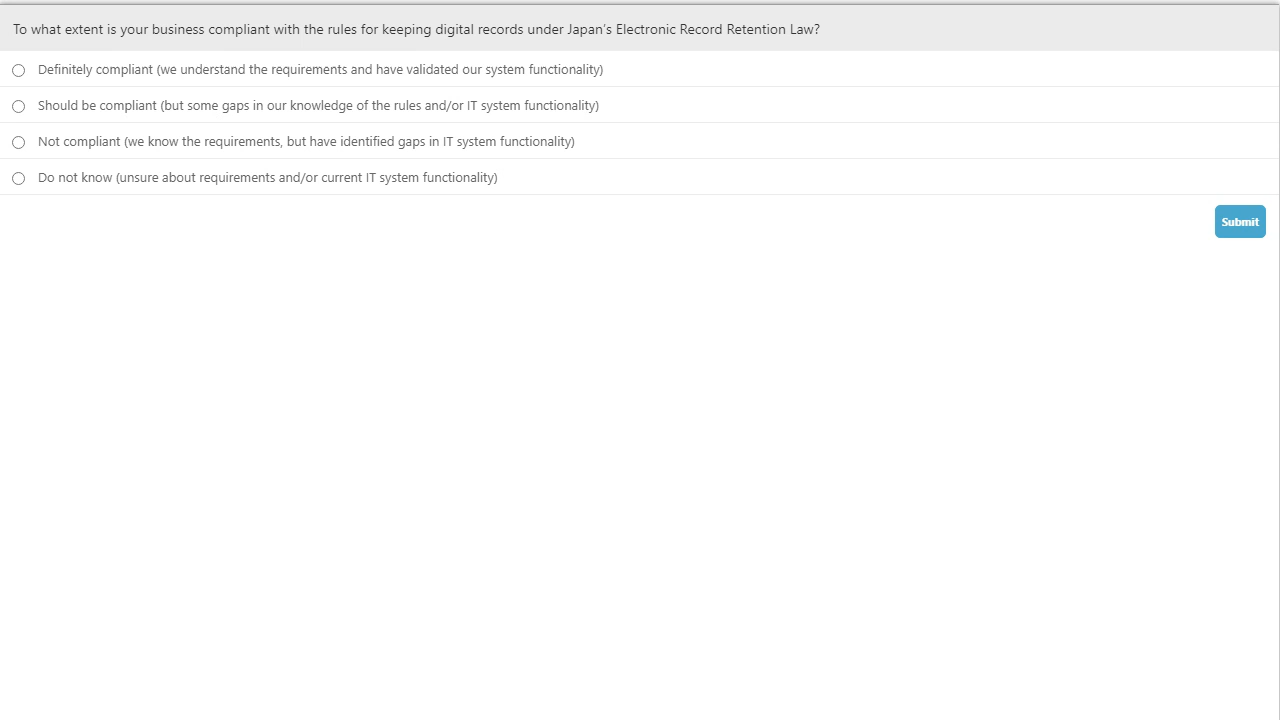 To what extent is your business compliant with the rules for keeping digital records under Japan's Electronic Record Retention Law?
Definitely compliant (we understand the requirements and have validated our system functionality)
Should be compliant (but some gaps in our knowledge of the rules and/or IT system functionality)
Not compliant (we know the requirements, but have identified gaps in IT system functionality)
Do not know (unsure about requirements and/or current IT system functionality)
Submit